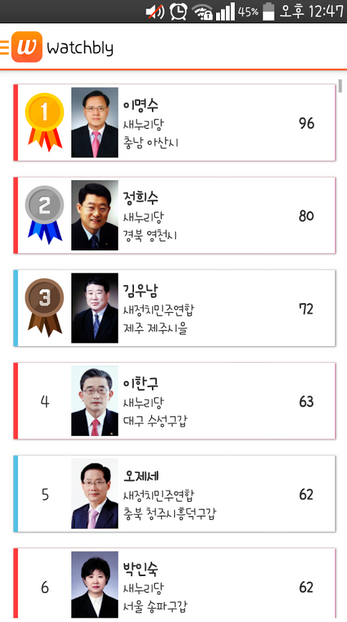 45% 오후 12:47
w watchbly
1
이명수
새누리당
충남 아산시
96
2
정희수
새누리당
경북 영천시
80
3
김우남
새정치민주연합
제주 제주시을
72
4
이한구
새누리당
대구 수성구갑
63
5
오제세
새정치민주연합
충북 청주시흥덕구갑
62
6
박인숙
새누리당
서울 송파구갑
62